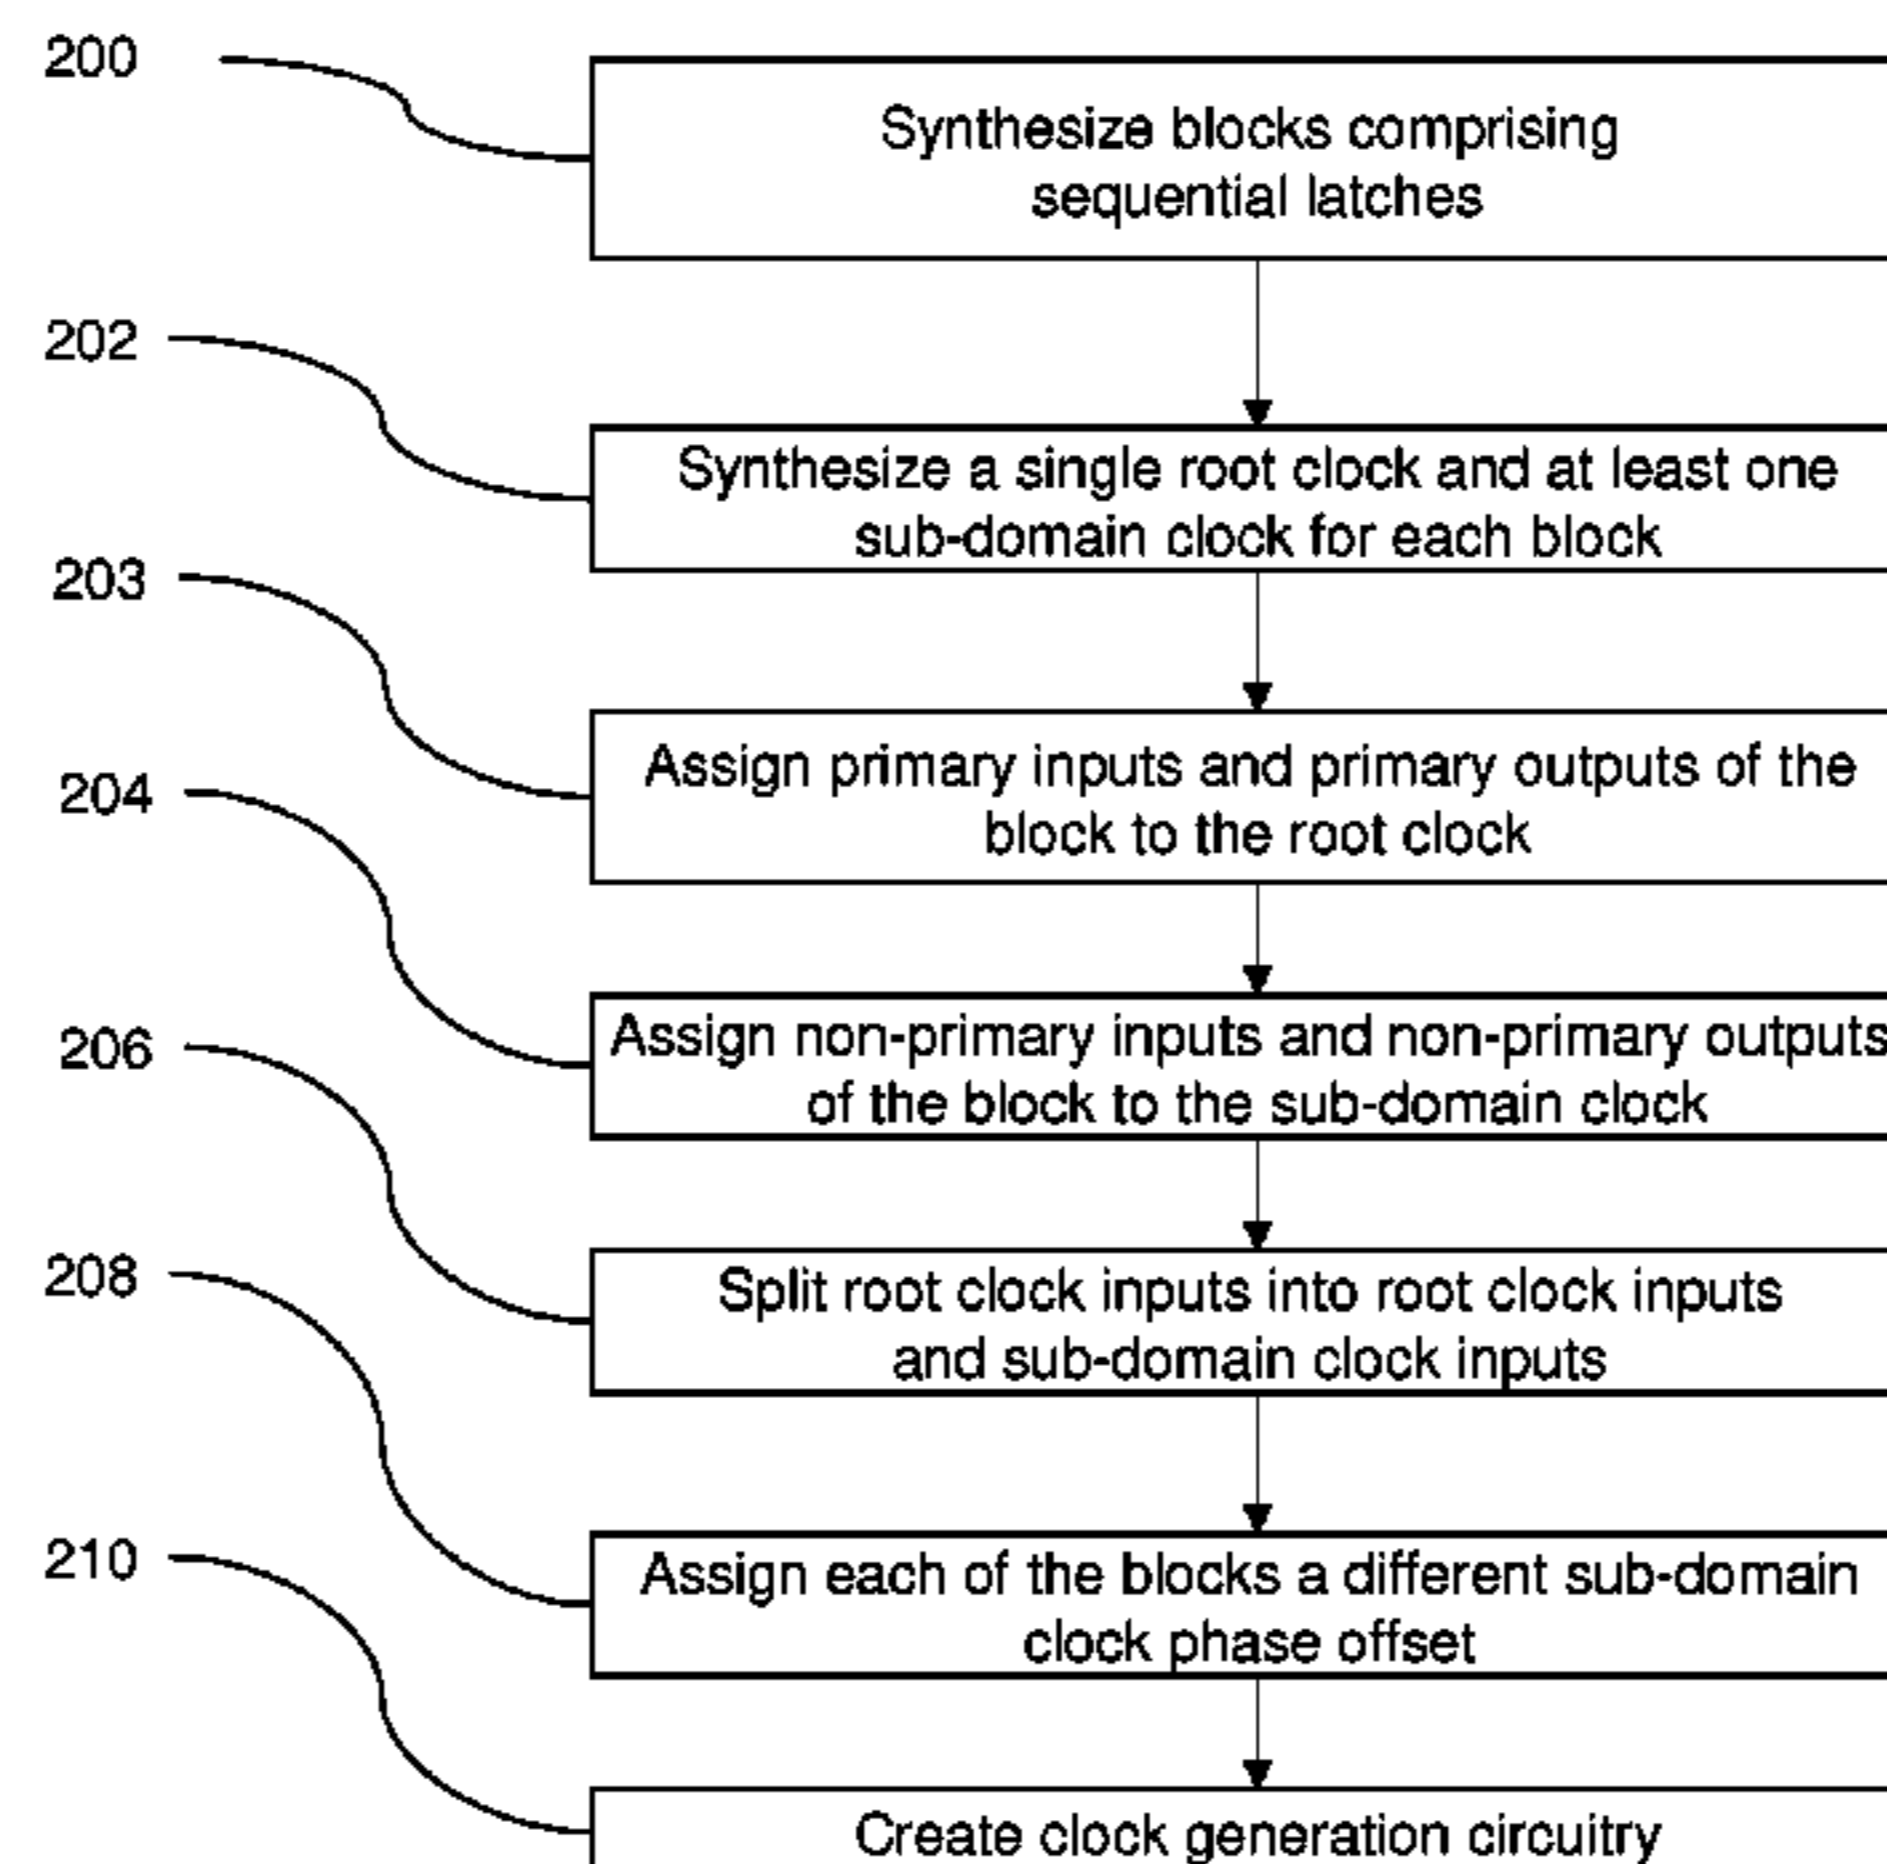 200
Synthesize blocks comprising
sequential latches
202
Synthesize a single root clock and at least one
sub-domain clock for each block
203
Assign primary inputs and primary outputs of the
block to the root clock
204
Assign non-primary inputs and non-primary outputs
of the block to the sub-domain clock
206
Split root clock inputs into root clock inputs
and sub-domain clock inputs
208
Assign each of the blocks a different sub-domain
clock phase offset
210
Create clock generation circuitry